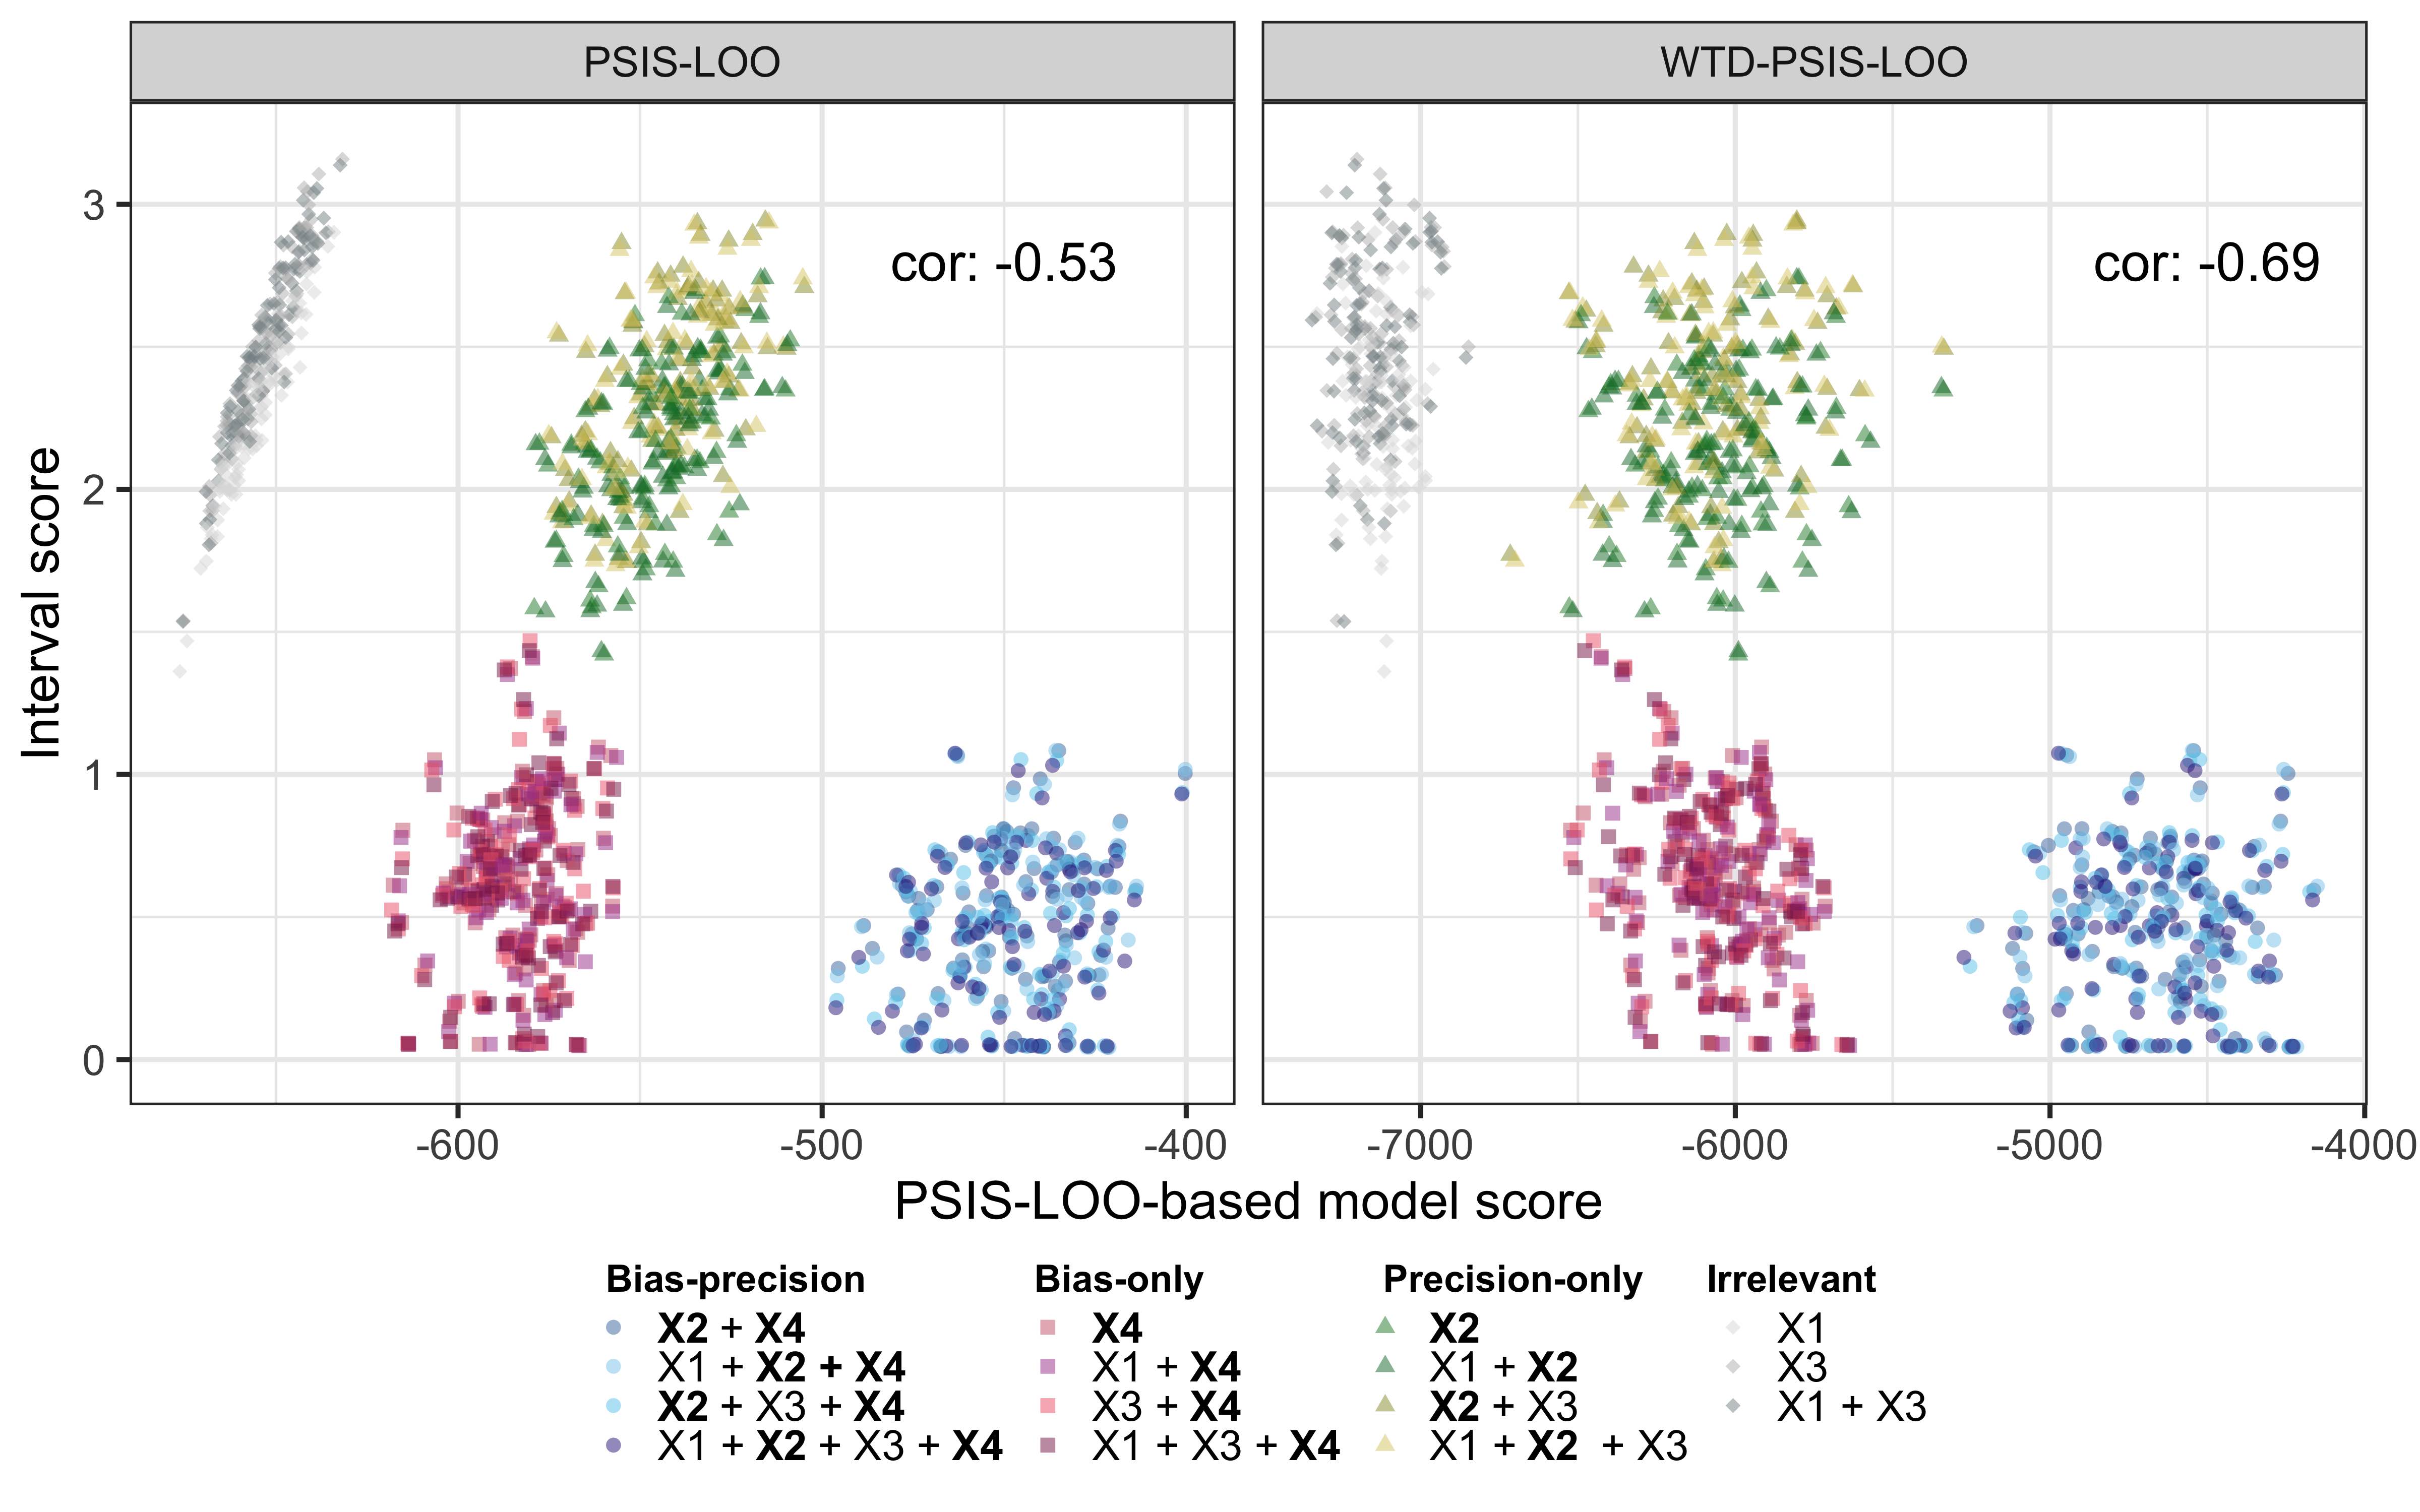 PSIS-LOO WTD-PSIS-LOO
cor: -0.53 cor: -0.69
Interval score
3
2
1
0
-600 -500 -400 -7000 -6000 -5000 -4000
PSIS-LOO-based model score
Bias-precision Bias-only Precision-only Irrelevant
X2 + X4 X4 X2 X1
X1 + X2 + X4 X1 + X4 X1 + X2 X3
X2 + X3 + X4 X3 + X4 X2 + X3 X1 + X3
X1 + X2 + X3 + X4 X1 + X3 + X4 X1 + X2 + X3